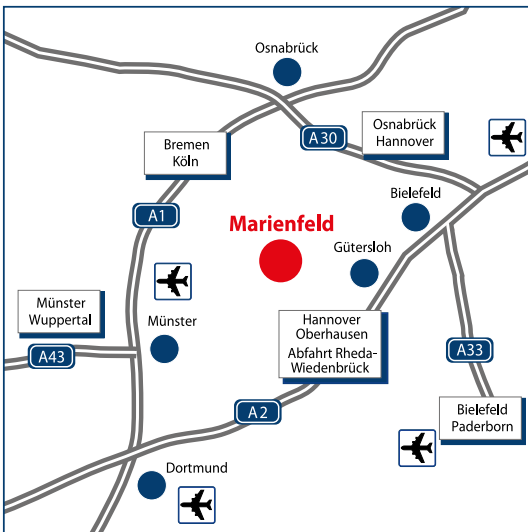 Osnabrück
A30
Osnabrück
Hannover
Bremen
Köln
Bielefeld
A1
Marienfeld
Gütersloh
Münster
Wuppertal
Münster
Hannover
Oberhausen
Abfahrt Rheda-
Wiedenbrück
A43
A33
A2
Bielefeld
Paderborn
Dortmund